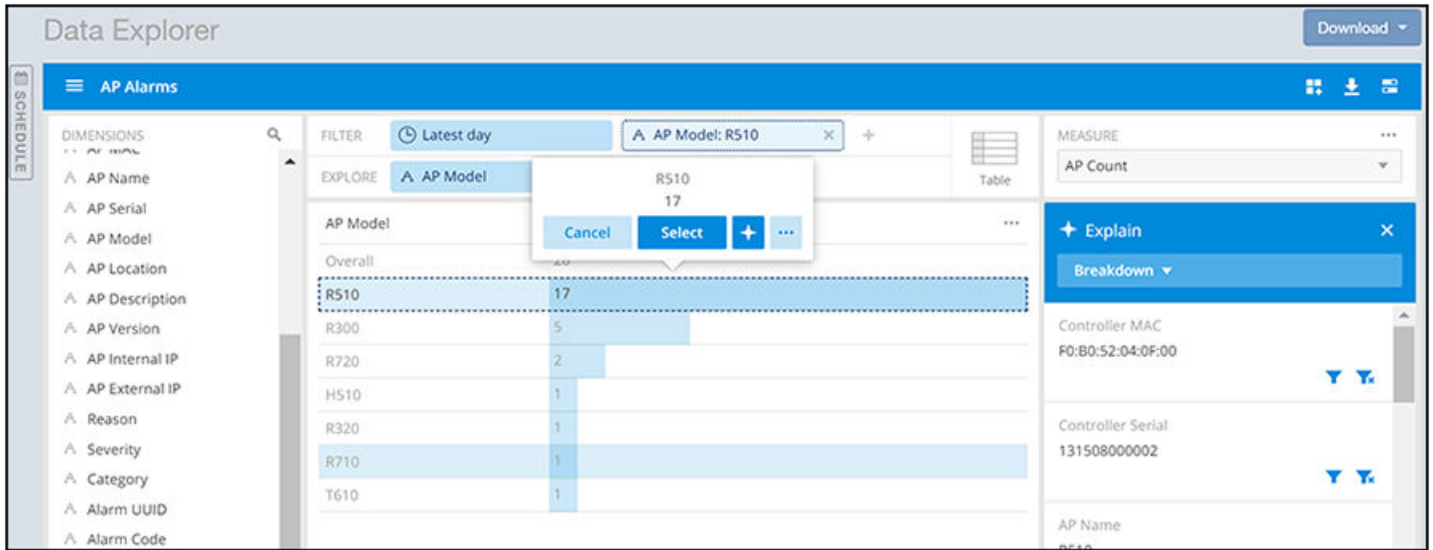 Data Explorer
Download
SCHEDULE
AP Alarms
DIMENSIONS
AP MAC
AP Name
AP Serial
AP Model
AP Location
AP Description
AP Version
AP Internal IP
AP External IP
Reason
Severity
Category
Alarm UUID
Alarm Code
FILTER
Latest day
AP Model: R510
EXPLORE
AP Model
Table
R510
17
Cancel
Select
AP Model
Overall
R510 17
R300 5
R720 2
H510 1
R320 1
R710 1
T610 1
MEASURE
AP Count
Explain
Breakdown
Controller MAC
F0:B0:52:04:0F:00
Controller Serial
131508000002
AP Name